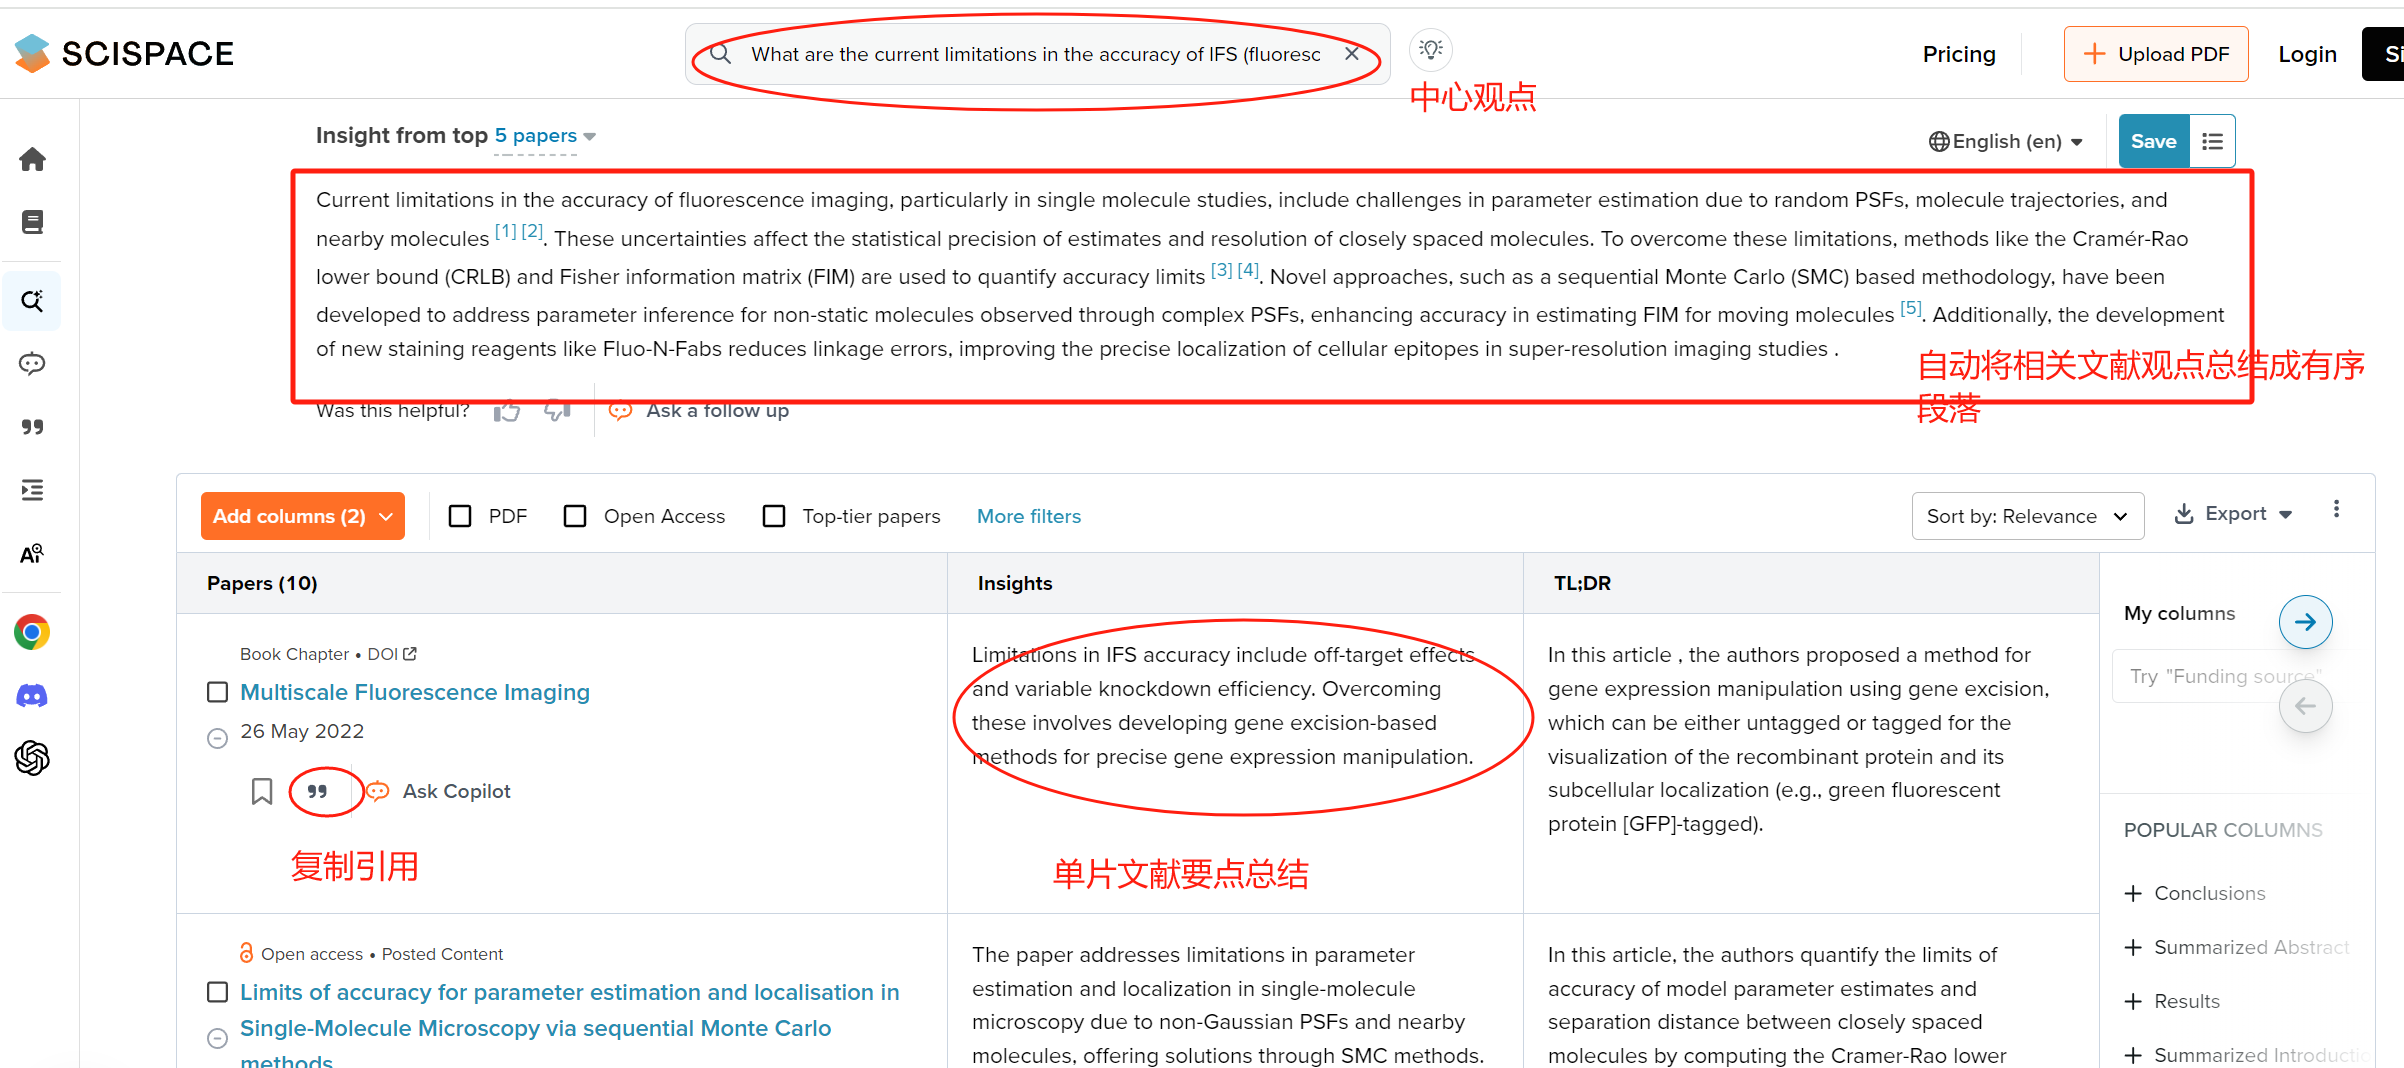 SCISPACE
What are the current limitations in the accuracy of IFS (fluoresc
Pricing
Upload PDF
Login
中心观点
Insight from top 5 papers
English (en)
Save
Current limitations in the accuracy of fluorescence imaging, particularly in single molecule studies, include challenges in parameter estimation due to random PSFs, molecule trajectories, and
nearby molecules [1] [2]. These uncertainties affect the statistical precision of estimates and resolution of closely spaced molecules. To overcome these limitations, methods like the Cramér-Rao
lower bound (CRLB) and Fisher information matrix (FIM) are used to quantify accuracy limits [3] [4]. Novel approaches, such as a sequential Monte Carlo (SMC) based methodology, have been
developed to address parameter inference for non-static molecules observed through complex PSFs, enhancing accuracy in estimating FIM for moving molecules [5]. Additionally, the development
of new staining reagents like Fluo-N-Fabs reduces linkage errors, improving the precise localization of cellular epitopes in super-resolution imaging studies .
自动将相关文献观点总结成有序
段落
Was this helpful?
Ask a follow up
Add columns (2)
PDF
Open Access
Top-tier papers
More filters
Sort by: Relevance
Export
Papers (10)
Insights
TL;DR
My columns
Try "Funding source"
Book Chapter • DOI
Multiscale Fluorescence Imaging
26 May 2022
Ask Copilot
复制引用
Limitations in IFS accuracy include off-target effects
and variable knockdown efficiency. Overcoming
these involves developing gene excision-based
methods for precise gene expression manipulation.
单片文献要点总结
In this article , the authors proposed a method for
gene expression manipulation using gene excision,
which can be either untagged or tagged for the
visualization of the recombinant protein and its
subcellular localization (e.g., green fluorescent
protein [GFP]-tagged).
POPULAR COLUMNS
Conclusions
Summarized Abstract
Results
Summarized Introductio
Open access • Posted Content
Limits of accuracy for parameter estimation and localisation in
Single-Molecule Microscopy via sequential Monte Carlo
methods
The paper addresses limitations in parameter
estimation and localization in single-molecule
microscopy due to non-Gaussian PSFs and nearby
molecules, offering solutions through SMC methods.
In this article, the authors quantify the limits of
accuracy of model parameter estimates and
separation distance between closely spaced
molecules by computing the Cramer-Rao lower